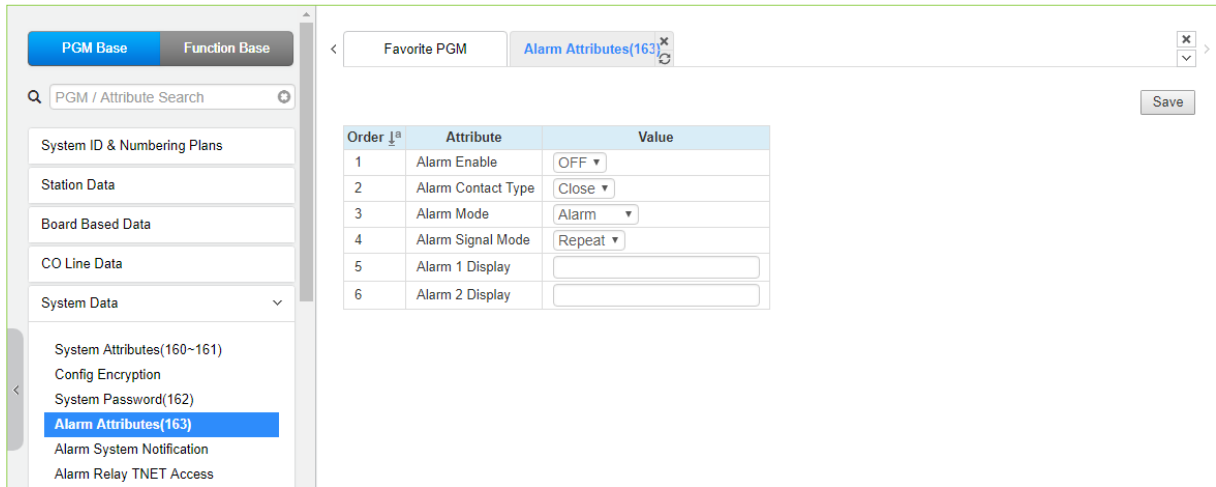 PGM Base Function Base
PGM / Attribute Search
System ID & Numbering Plans
Station Data
Board Based Data
CO Line Data
System Data
System Attributes(160~161)
Config Encryption
System Password(162)
Alarm Attributes(163)
Alarm System Notification
Alarm Relay TNET Access
Favorite PGM Alarm Attributes(163)
Save
Order Attribute Value
1 Alarm Enable OFF
2 Alarm Contact Type Close
3 Alarm Mode Alarm
4 Alarm Signal Mode Repeat
5 Alarm 1 Display
6 Alarm 2 Display